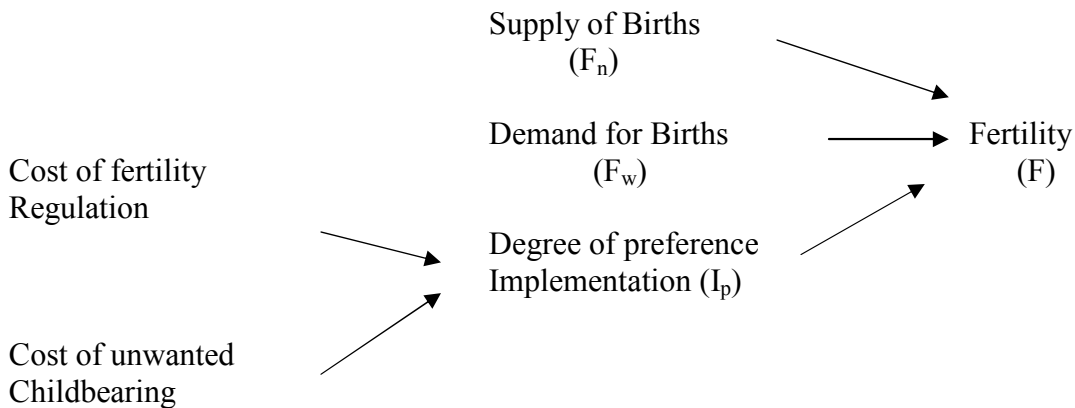 Supply of Births
(Fn)
Demand for Births
(Fw)
Fertility
(F)
Cost of fertility
Regulation
Degree of preference
Implementation (Ip)
Cost of unwanted
Childbearing